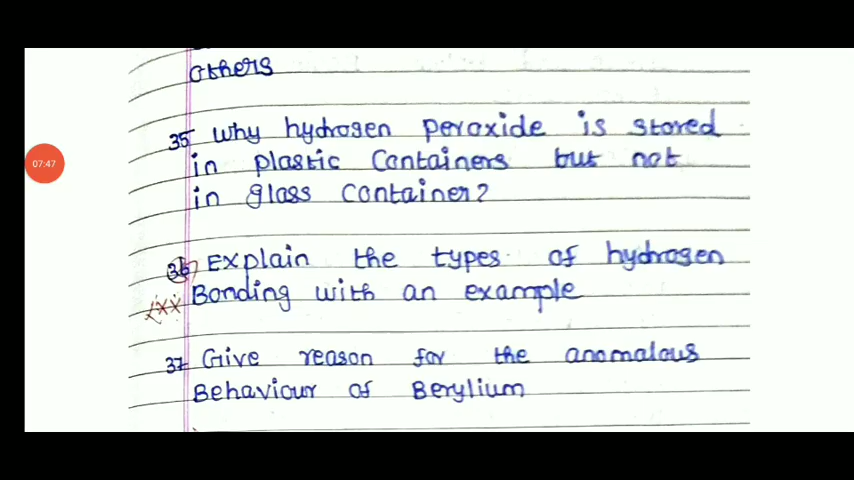 others
35 Why hydrogen peroxide is stored
in plastic Containers but not
in glass container?
36 Explain the types of hydrogen
Bonding with an example
37 Give reason for the anomalous
Behaviour of Berylium
07:47